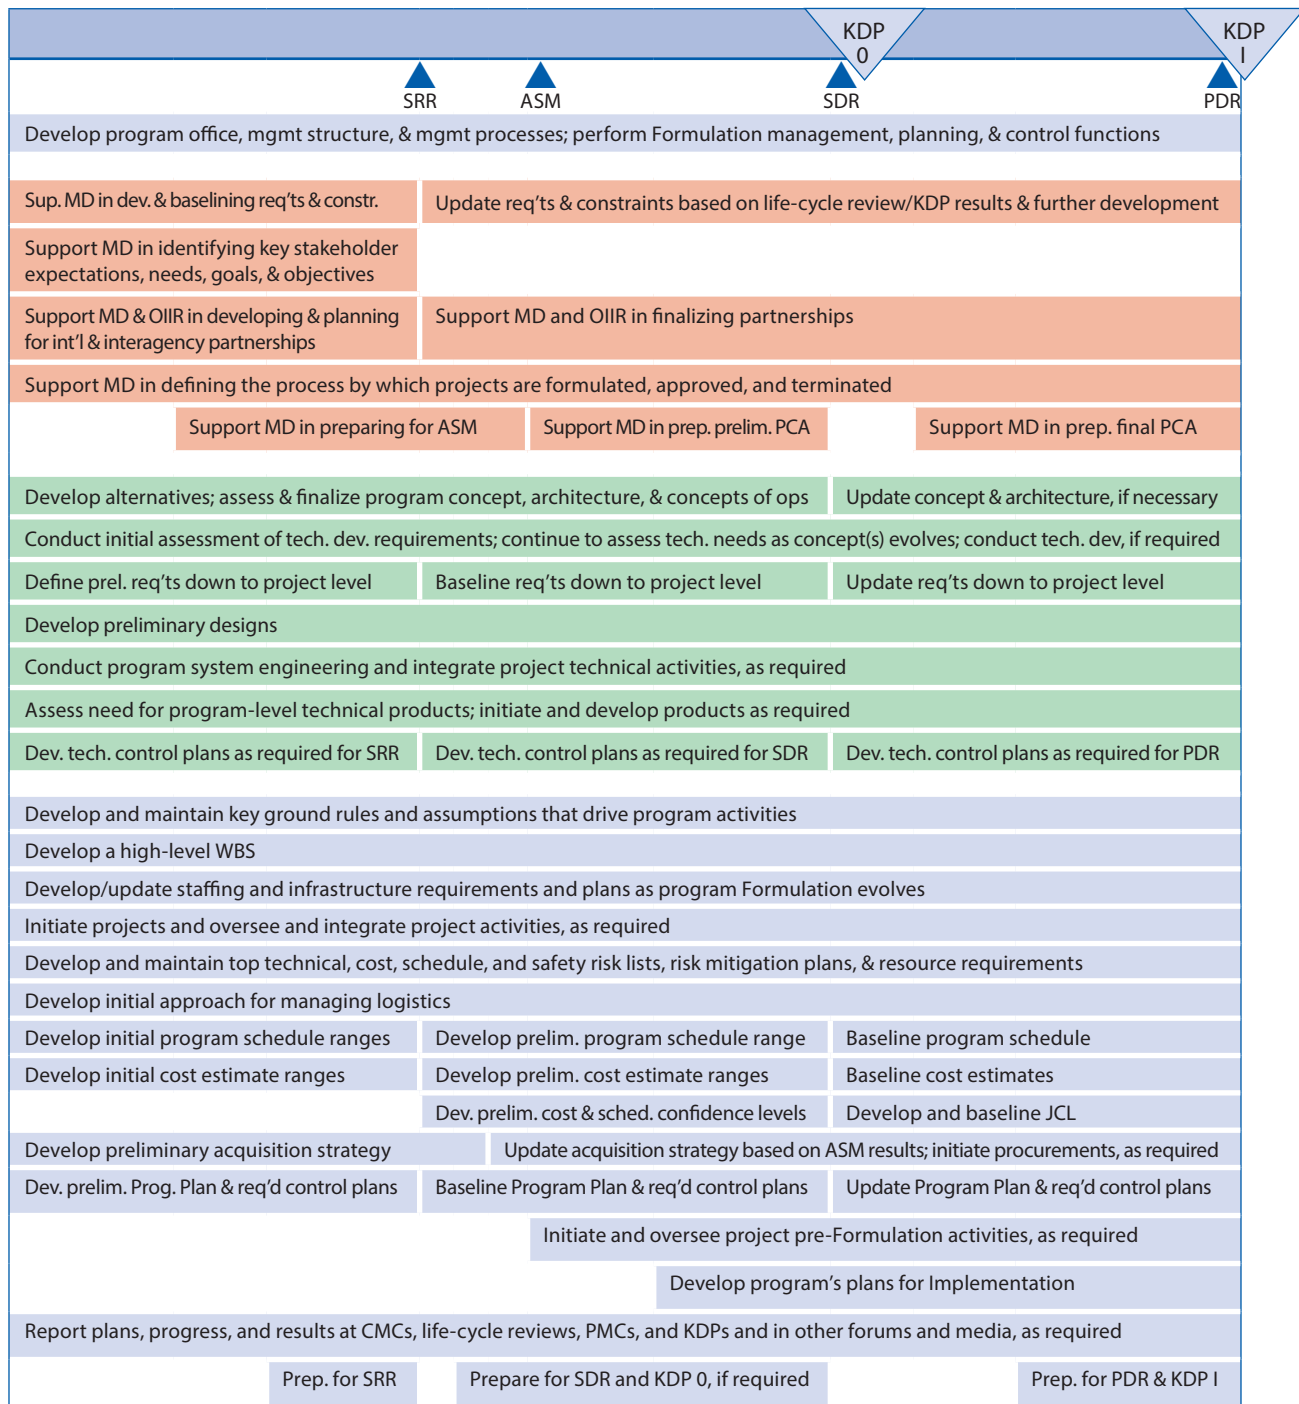 KDP
0
KDP
I
SRR
ASM
SDR
PDR
Develop program office, mgmt structure, & mgmt processes; perform Formulation management, planning, & control functions
Sup. MD in dev. & baselining req'ts & constr.
Update req'ts & constraints based on life-cycle review/KDP results & further development
Support MD in identifying key stakeholder
expectations, needs, goals, & objectives
Support MD & OIIR in developing & planning
for int'l & interagency partnerships
Support MD and OIIR in finalizing partnerships
Support MD in defining the process by which projects are formulated, approved, and terminated
Support MD in preparing for ASM
Support MD in prep. prelim. PCA
Support MD in prep. final PCA
Develop alternatives; assess & finalize program concept, architecture, & concepts of ops
Update concept & architecture, if necessary
Conduct initial assessment of tech. dev. requirements; continue to assess tech. needs as concept(s) evolves; conduct tech. dev, if required
Define prel. req'ts down to project level
Baseline req'ts down to project level
Update req'ts down to project level
Develop preliminary designs
Conduct program system engineering and integrate project technical activities, as required
Assess need for program-level technical products; initiate and develop products as required
Dev. tech. control plans as required for SRR
Dev. tech. control plans as required for SDR
Dev. tech. control plans as required for PDR
Develop and maintain key ground rules and assumptions that drive program activities
Develop a high-level WBS
Develop/update staffing and infrastructure requirements and plans as program Formulation evolves
Initiate projects and oversee and integrate project activities, as required
Develop and maintain top technical, cost, schedule, and safety risk lists, risk mitigation plans, & resource requirements
Develop initial approach for managing logistics
Develop initial program schedule ranges
Develop prelim. program schedule range
Baseline program schedule
Develop initial cost estimate ranges
Develop prelim. cost estimate ranges
Baseline cost estimates
Dev. prelim. cost & sched. confidence levels
Develop and baseline JCL
Develop preliminary acquisition strategy
Update acquisition strategy based on ASM results; initiate procurements, as required
Dev. prelim. Prog. Plan & req'd control plans
Baseline Program Plan & req'd control plans
Update Program Plan & req'd control plans
Initiate and oversee project pre-Formulation activities, as required
Develop program's plans for Implementation
Report plans, progress, and results at CMCs, life-cycle reviews, PMCs, and KDPs and in other forums and media, as required
Prep. for SRR
Prepare for SDR and KDP 0, if required
Prep. for PDR & KDP I